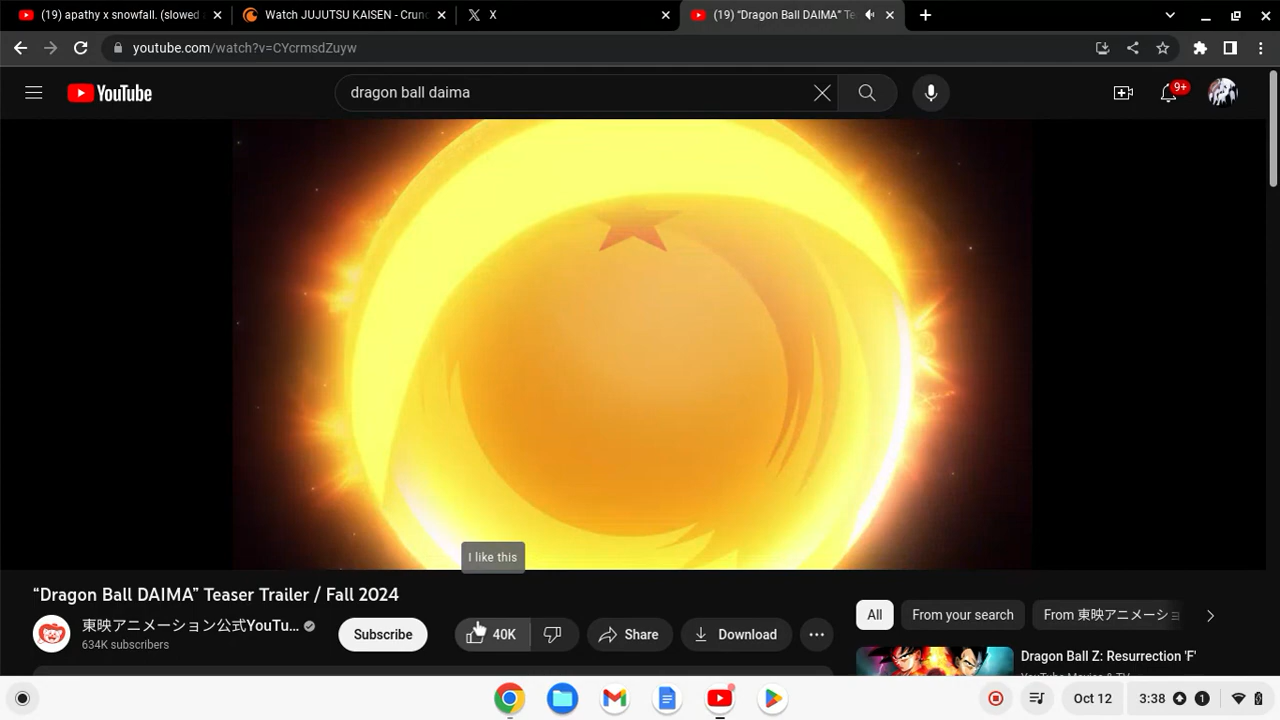 (19) apathy x snowfall. (slowed a
Watch JUJUTSU KAISEN - Crunc
X
(19) “Dragon Ball DAIMA” Te
youtube.com/watch?v=CYcrmsdZuyw
YouTube
dragon ball daima
9+
I like this
“Dragon Ball DAIMA” Teaser Trailer / Fall 2024
東映アニメーション公式YouTu...
634K subscribers
Subscribe
40K
Share
Download
All
From your search
From 東映アニメーショ
Dragon Ball Z: Resurrection 'F'
Oct 12
3:38
1